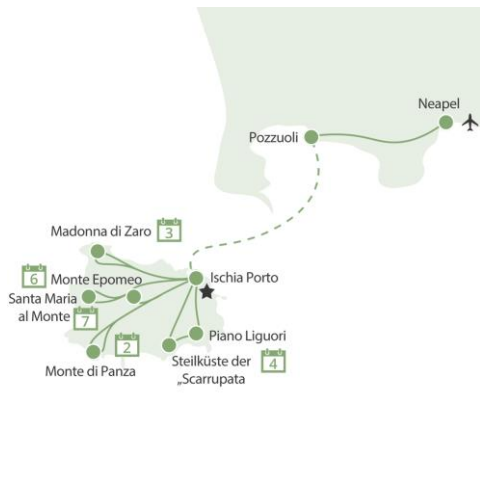 Neapel
Pozzuoli
Madonna di Zaro
3
6
Monte Epomeo
Ischia Porto
Santa Maria
al Monte
7
Piano Liguori
2
Steilküste der
„Scarrupata
4
Monte di Panza